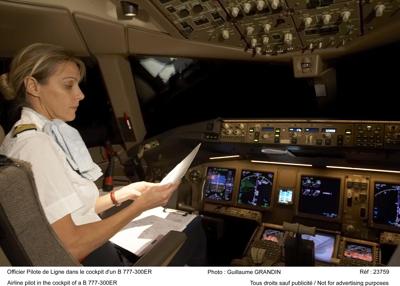 Officier Pilote de Ligne dans le cockpit d'un B 777-300ER
Photo : Guillaume GRANDIN
Réf : 23759
Airline pilot in the cockpit of a B 777-300ER
Tous droits sauf publicité / Not for advertising purposes